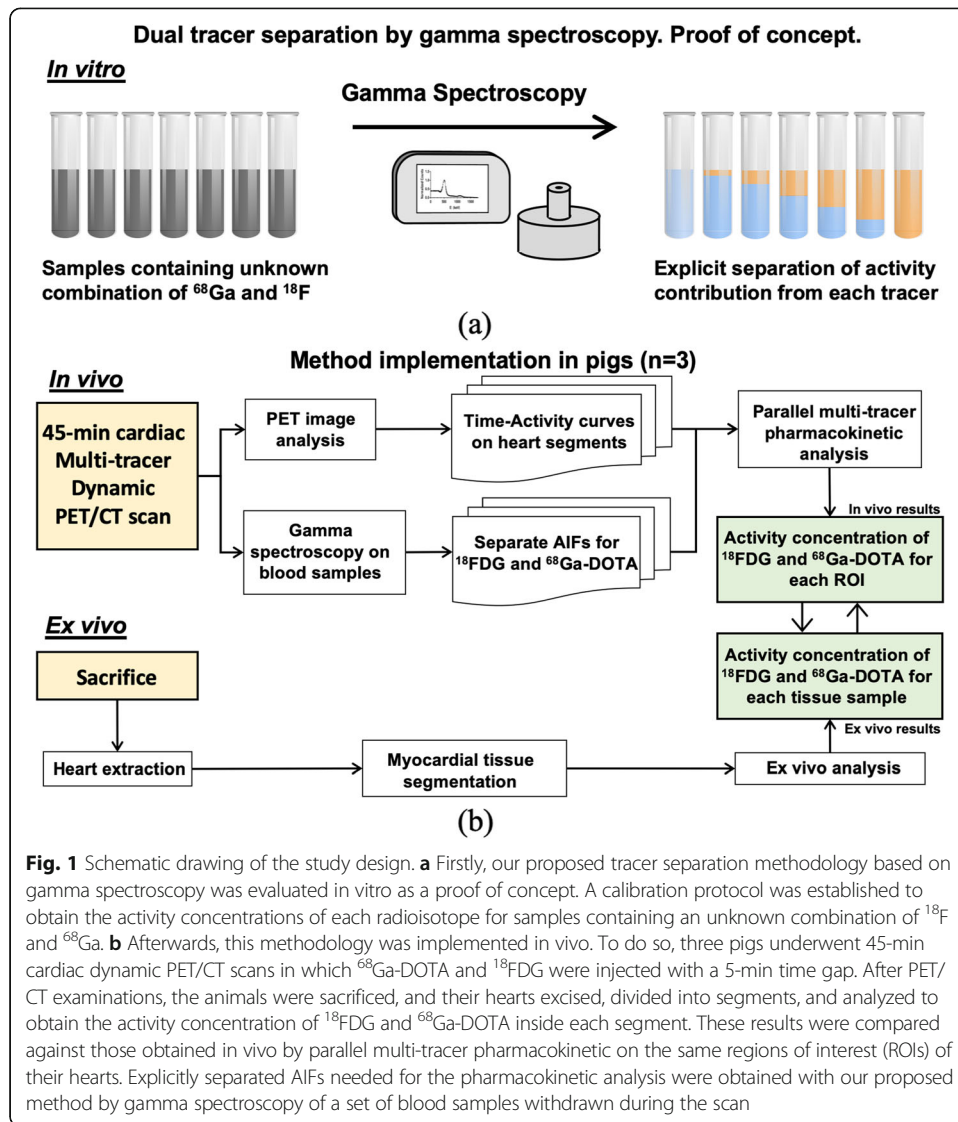 Dual tracer separation by gamma spectroscopy. Proof of concept.
In vitro
Gamma Spectroscopy
Samples containing unknown
combination of ⁶⁸Ga and ¹⁸F
Explicit separation of activity
contribution from each tracer
(a)
Method implementation in pigs (n=3)
In vivo
45-min cardiac
Multi-tracer
Dynamic
PET/CT scan
PET image
analysis
Time-Activity curves
on heart segments
Parallel multi-tracer
pharmacokinetic
analysis
Gamma
spectroscopy on
blood samples
Separate AIFs for
¹⁸FDG and ⁶⁸Ga-DOTA
In vivo results
Activity concentration of
¹⁸FDG and ⁶⁸Ga-DOTA for
each ROI
Ex vivo
Sacrifice
Activity concentration of
¹⁸FDG and ⁶⁸Ga-DOTA for
each tissue sample
Ex vivo results
Heart extraction
Myocardial tissue
segmentation
Ex vivo analysis
(b)
Fig. 1 Schematic drawing of the study design. a Firstly, our proposed tracer separation methodology based on
gamma spectroscopy was evaluated in vitro as a proof of concept. A calibration protocol was established to
obtain the activity concentrations of each radioisotope for samples containing an unknown combination of ¹⁸F
and ⁶⁸Ga. b Afterwards, this methodology was implemented in vivo. To do so, three pigs underwent 45-min
cardiac dynamic PET/CT scans in which ⁶⁸Ga-DOTA and ¹⁸FDG were injected with a 5-min time gap. After PET/
CT examinations, the animals were sacrificed, and their hearts excised, divided into segments, and analyzed to
obtain the activity concentration of ¹⁸FDG and ⁶⁸Ga-DOTA inside each segment. These results were compared
against those obtained in vivo by parallel multi-tracer pharmacokinetic on the same regions of interest (ROIs) of
their hearts. Explicitly separated AIFs needed for the pharmacokinetic analysis were obtained with our proposed
method by gamma spectroscopy of a set of blood samples withdrawn during the scan